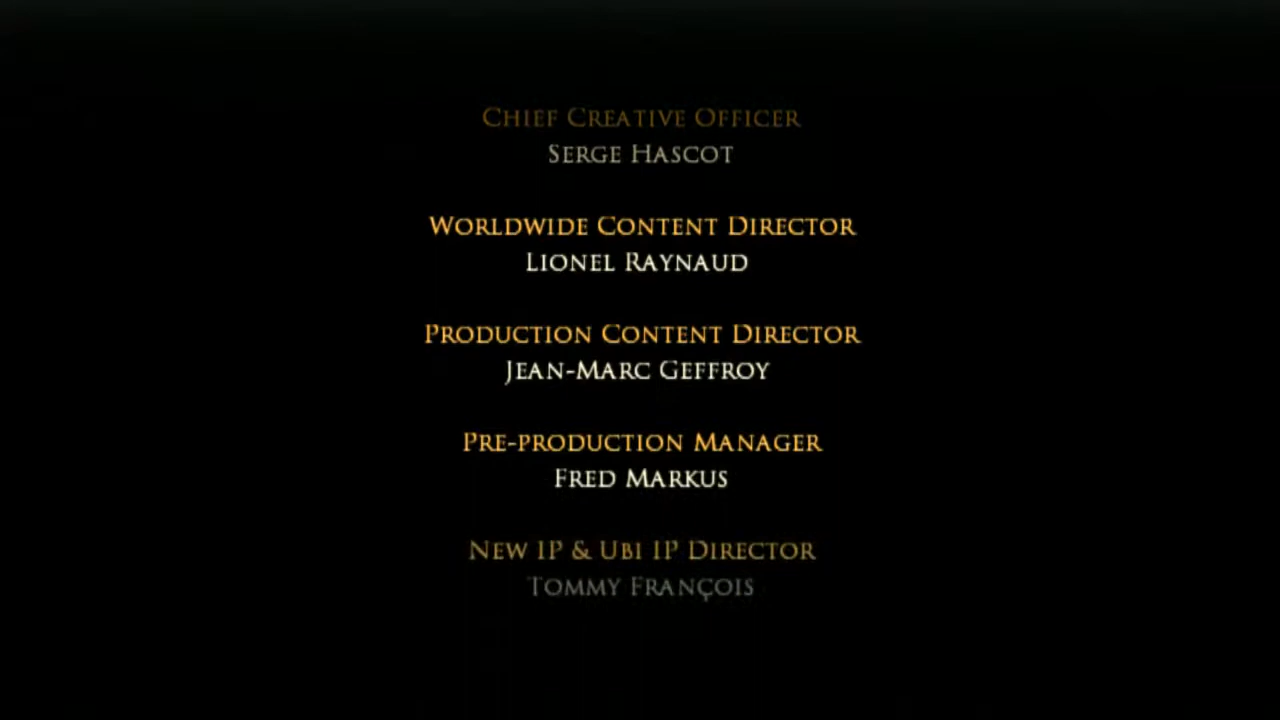 Chief Creative Officer
Serge Hascot
Worldwide Content Director
Lionel Raynaud
Production Content Director
Jean-Marc Geffroy
Pre-production Manager
Fred Markus
New IP & Ubi IP Director
Tommy François